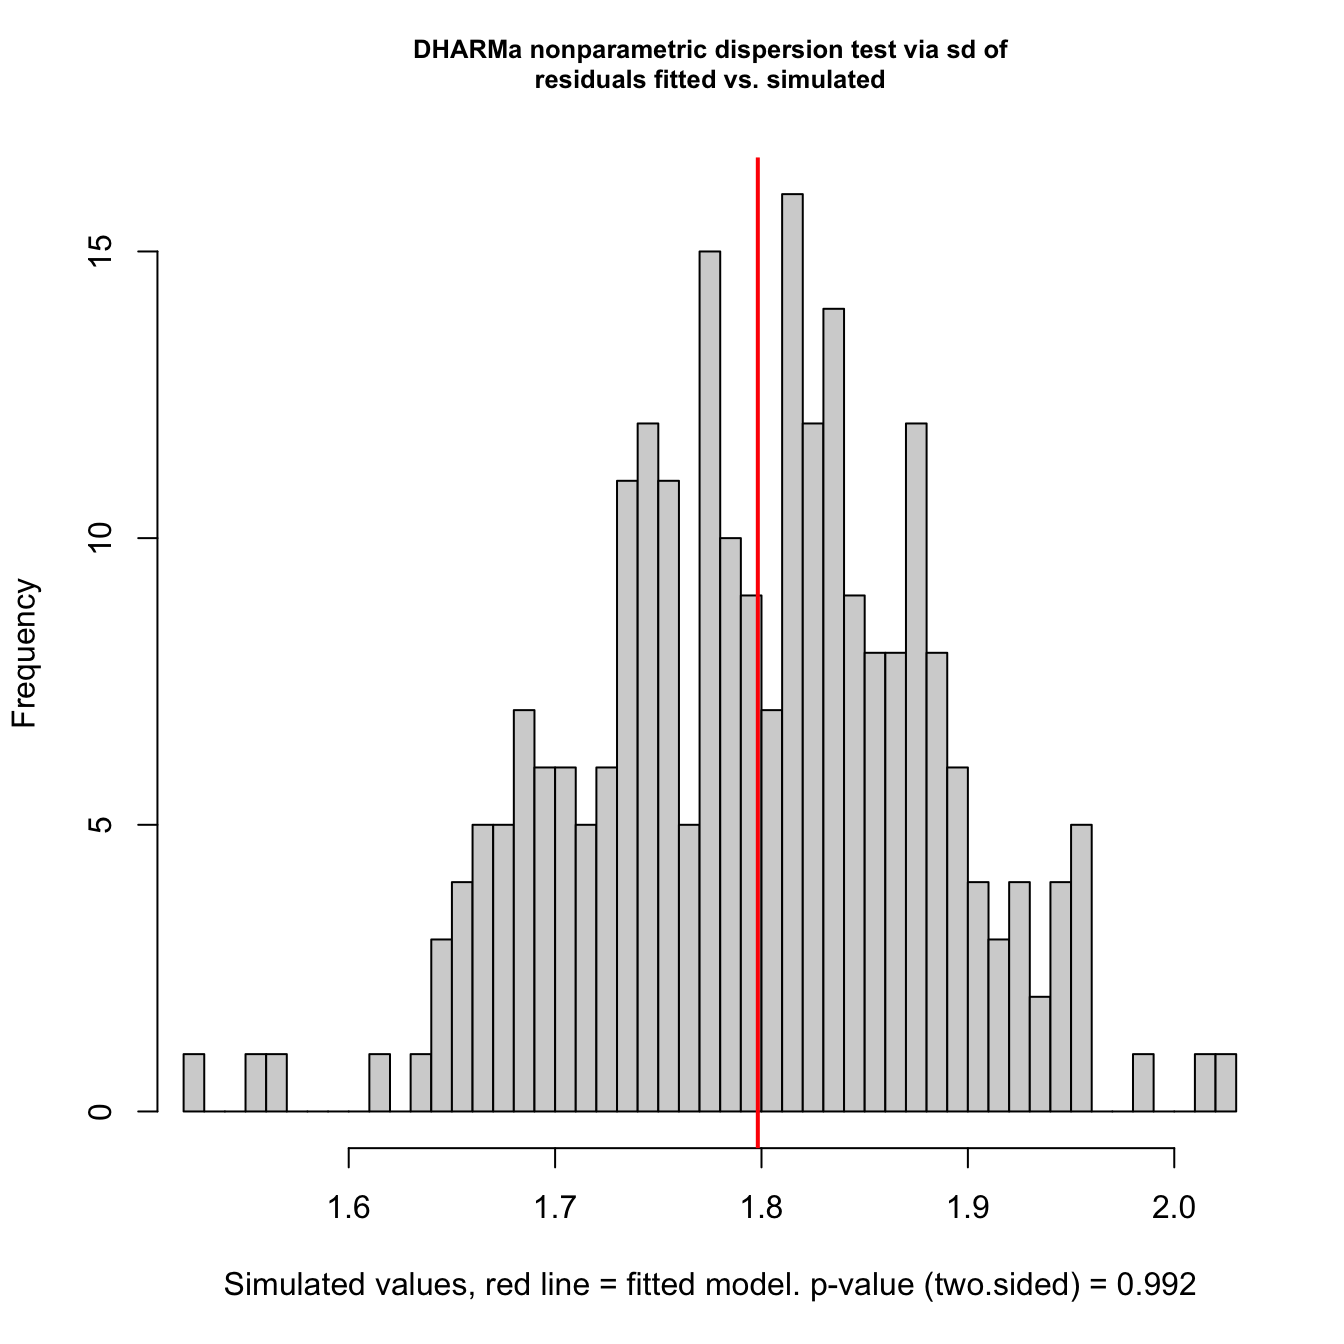 DHARMa nonparametric dispersion test via sd of
residuals fitted vs. simulated
Frequency
15
10
5
0
1.6 1.7 1.8 1.9 2.0
Simulated values, red line = fitted model. p-value (two.sided) = 0.992